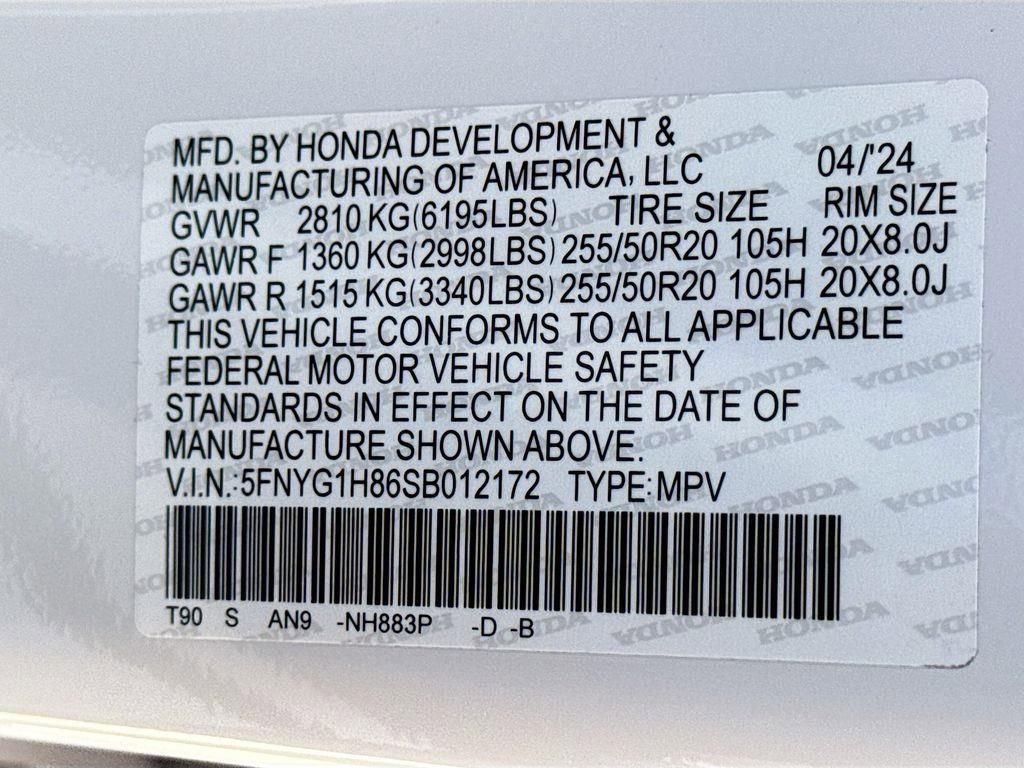 MFD. BY HONDA DEVELOPMENT &
MANUFACTURING OF AMERICA, LLC 04/'24
GVWR 2810 KG(6195LBS) TIRE SIZE RIM SIZE
GAWR F 1360 KG(2998LBS) 255/50R20 105H 20X8.0J
GAWR R 1515 KG(3340LBS) 255/50R20 105H 20X8.0J
THIS VEHICLE CONFORMS TO ALL APPLICABLE
FEDERAL MOTOR VEHICLE SAFETY
STANDARDS IN EFFECT ON THE DATE OF
MANUFACTURE SHOWN ABOVE.
V.I.N.:5FNYG1H86SB012172 TYPE:MPV
T90 S AN9 -NH883P -D -B